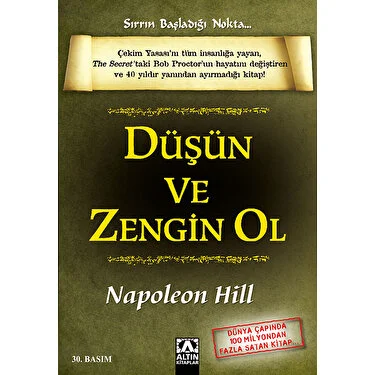 Sırrın Başladığı Nokta...
Çekim Yasası'nı tüm insanlığa yayan,
The Secret'taki Bob Proctor'un hayatını değiştiren
ve 40 yıldır yanından ayırmadığı kitap!
DÜŞÜN
VE
ZENGİN OL
Napoleon Hill
DÜNYA ÇAPINDA
100 MİLYONDAN
FAZLA SATAN KİTAP...
30. BASIM
ALTIN
KİTAPLAR